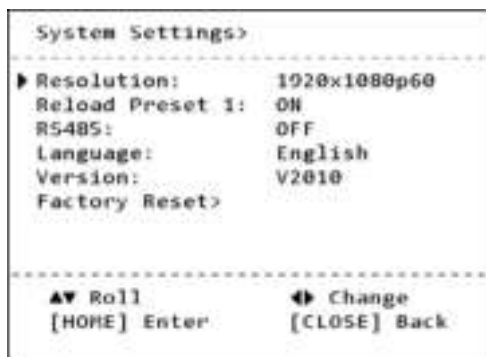 System Settings>
▶ Resolution: 1920x1080p60
Reload Preset 1: ON
RS485: OFF
Language: English
Version: V2010
Factory Reset>
▲▼ Roll ◀▶ Change
[HOME] Enter [CLOSE] Back